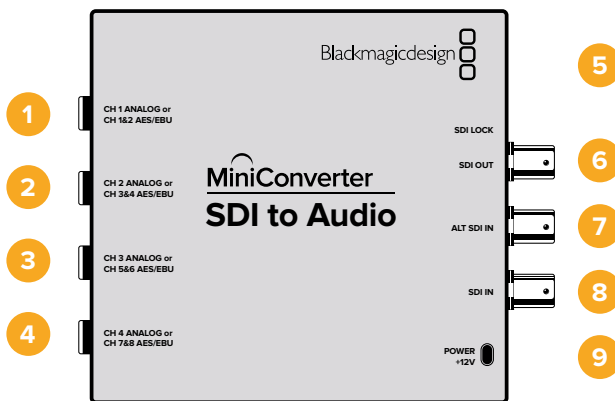 Blackmagicdesign
1
CH 1 ANALOG or
CH 1&2 AES/EBU
2
CH 2 ANALOG or
CH 3&4 AES/EBU
3
CH 3 ANALOG or
CH 5&6 AES/EBU
4
CH 4 ANALOG or
CH 7&8 AES/EBU
MiniConverter
SDI to Audio
5
SDI LOCK
SDI OUT
6
ALT SDI IN
7
SDI IN
8
POWER
+12V
9